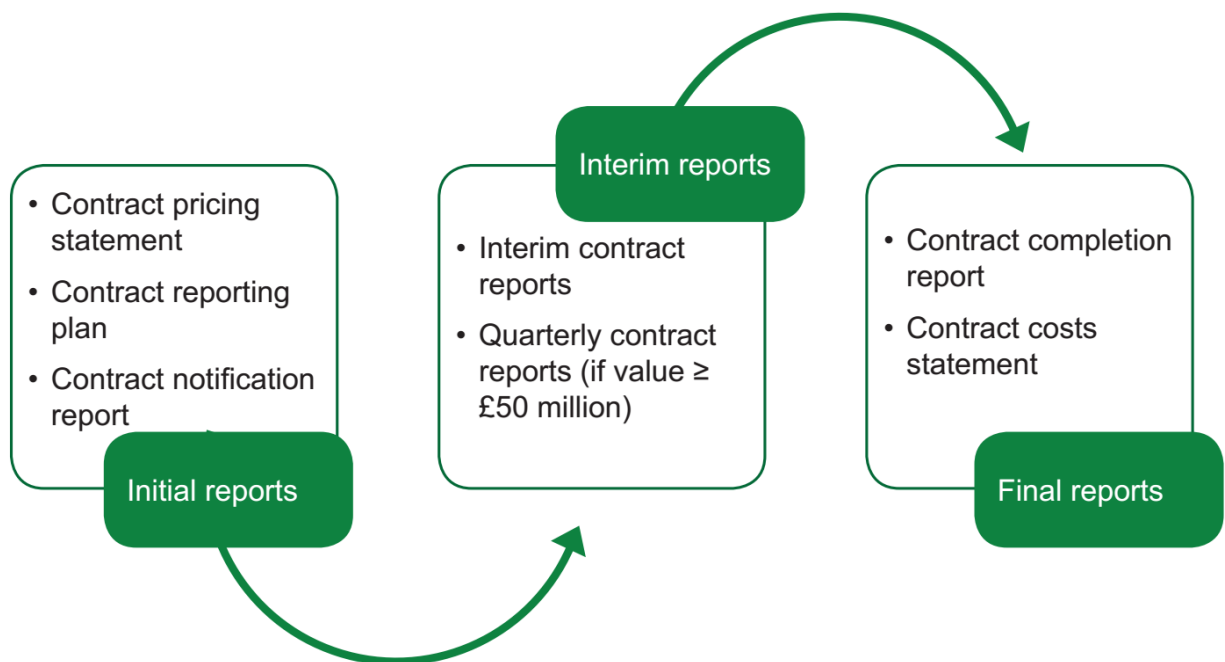 • Contract pricing
statement
• Contract reporting
plan
• Contract notification
report
Initial reports
Interim reports
• Interim contract
reports
• Quarterly contract
reports (if value ≥
£50 million)
• Contract completion
report
• Contract costs
statement
Final reports